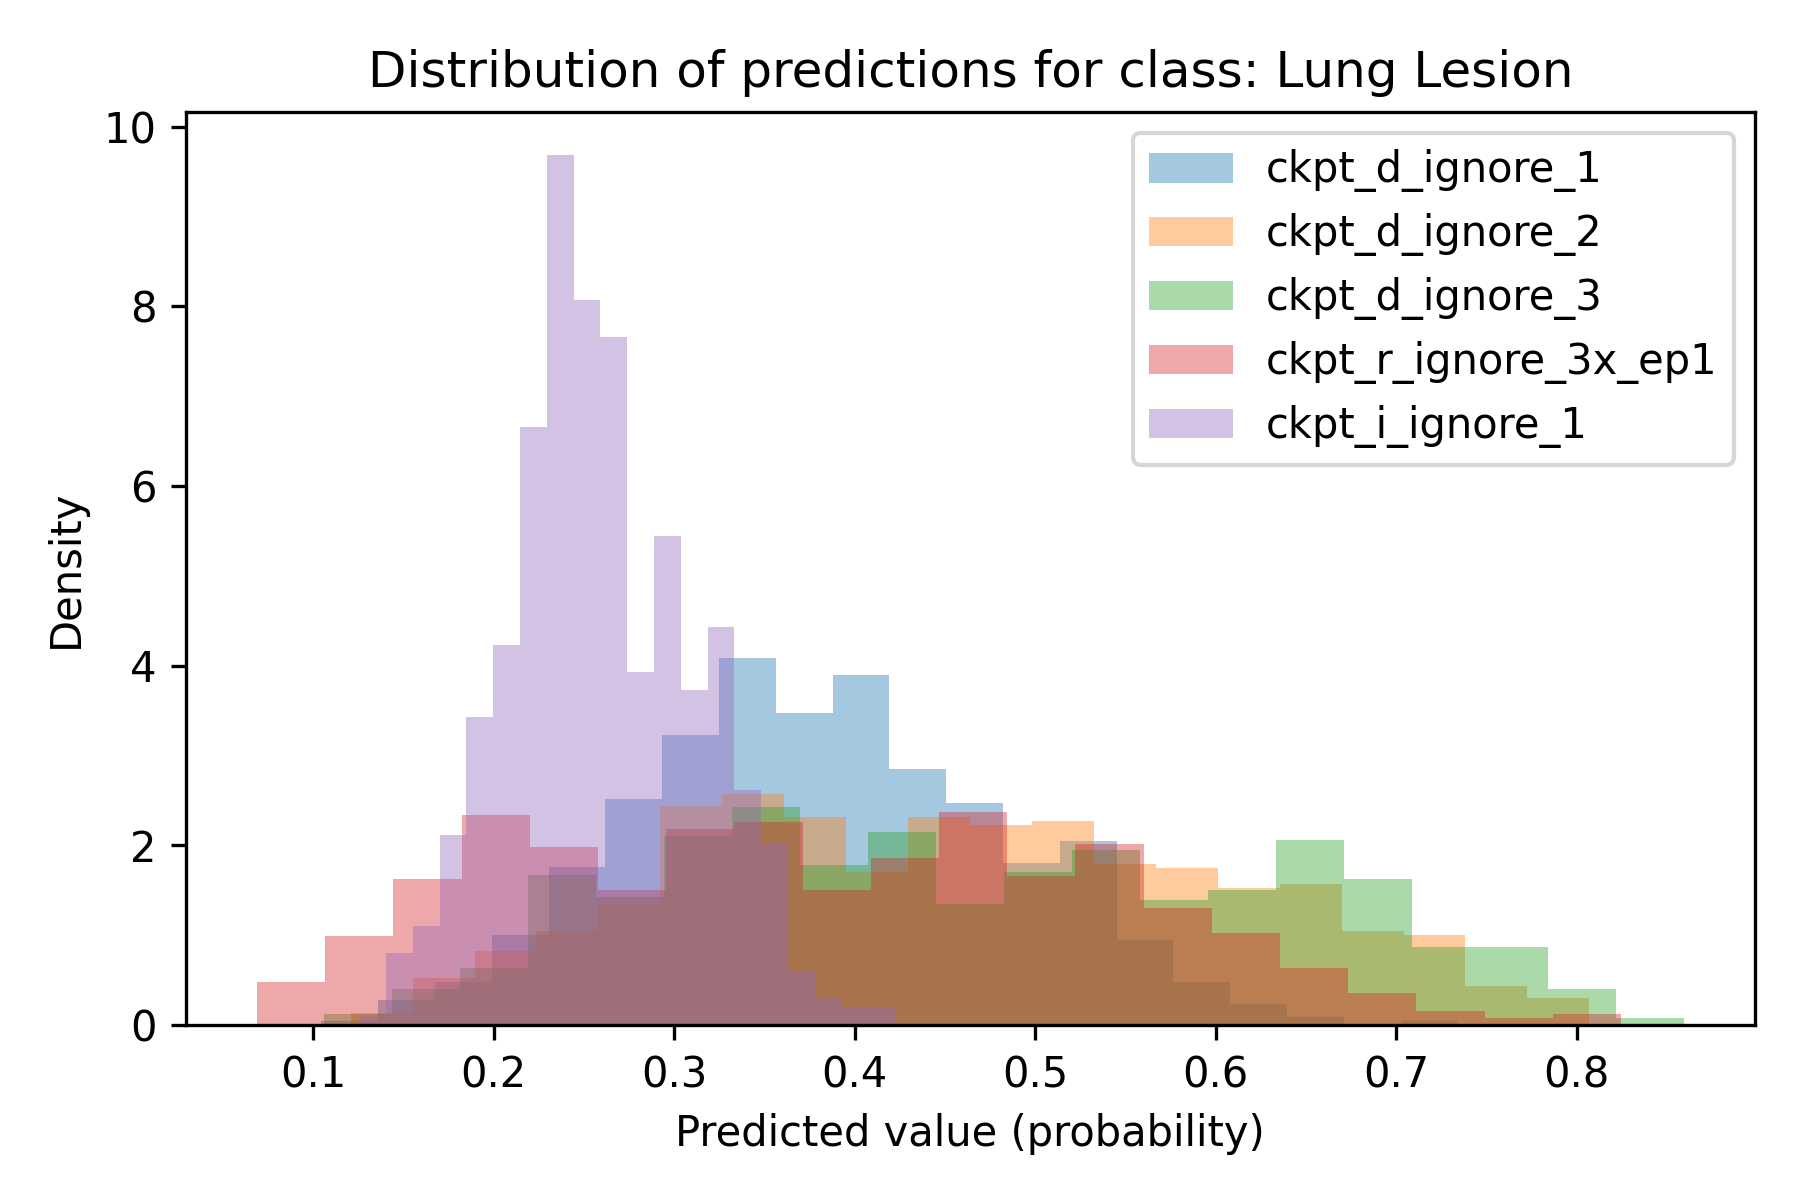 Distribution of predictions for class: Lung Lesion
10
8
6
4
2
0
Density
ckpt_d_ignore_1
ckpt_d_ignore_2
ckpt_d_ignore_3
ckpt_r_ignore_3x_ep1
ckpt_i_ignore_1
0.1 0.2 0.3 0.4 0.5 0.6 0.7 0.8
Predicted value (probability)